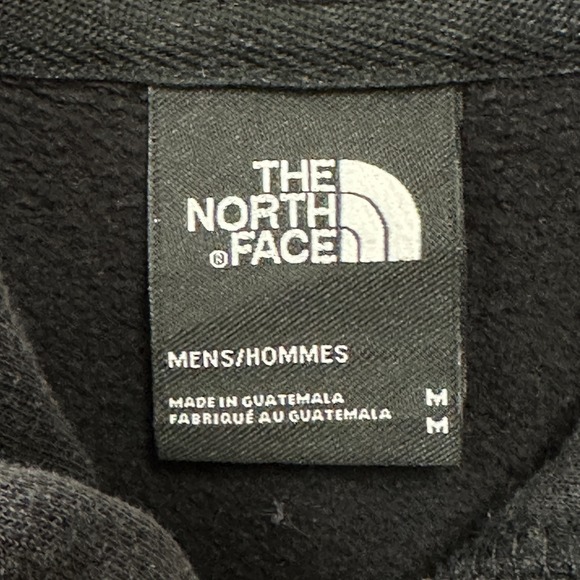 THE
NORTH
®FACE
MENS/HOMMES
MADE IN GUATEMALA M
FABRIQUÉ AU GUATEMALA M